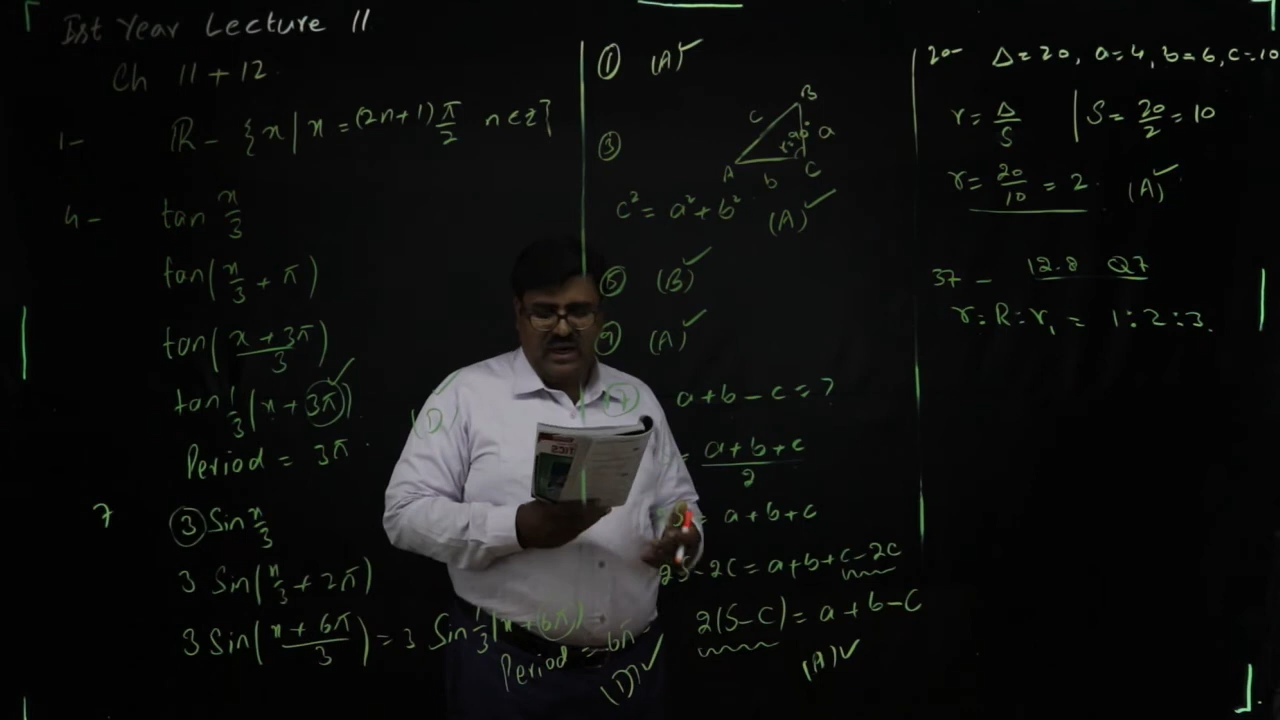 Ist Year Lecture 11
Ch 11 + 12
1- R - {x | x = (2n+1) π/2 n ∈ z}
4- tan x/3
tan(x/3 + π)
tan((x + 3π)/3)
tan 1/3(x + 3π)
(D)
Period = 3π
7 3 Sin x/3
3 Sin(x/3 + 2π)
3 Sin((x + 6π)/3) = 3 Sin 1/3(x + 6π)
Period = 6π
(D)
① (A)
③ A B C a b c 90
c² = a² + b² (A)
(B)
(A)
a + b - c = ?
= (a + b + c)/2
= a + b + c
2S - 2C = a + b + c - 2c
2(S - C) = a + b - c
(A)
20- Δ = 20, a = 4, b = 6, c = 10
r = Δ/S | S = 20/2 = 10
r = 20/10 = 2 (A)
37 - 12.8 Q7
r : R : r₁ = 1 : 2 : 3.